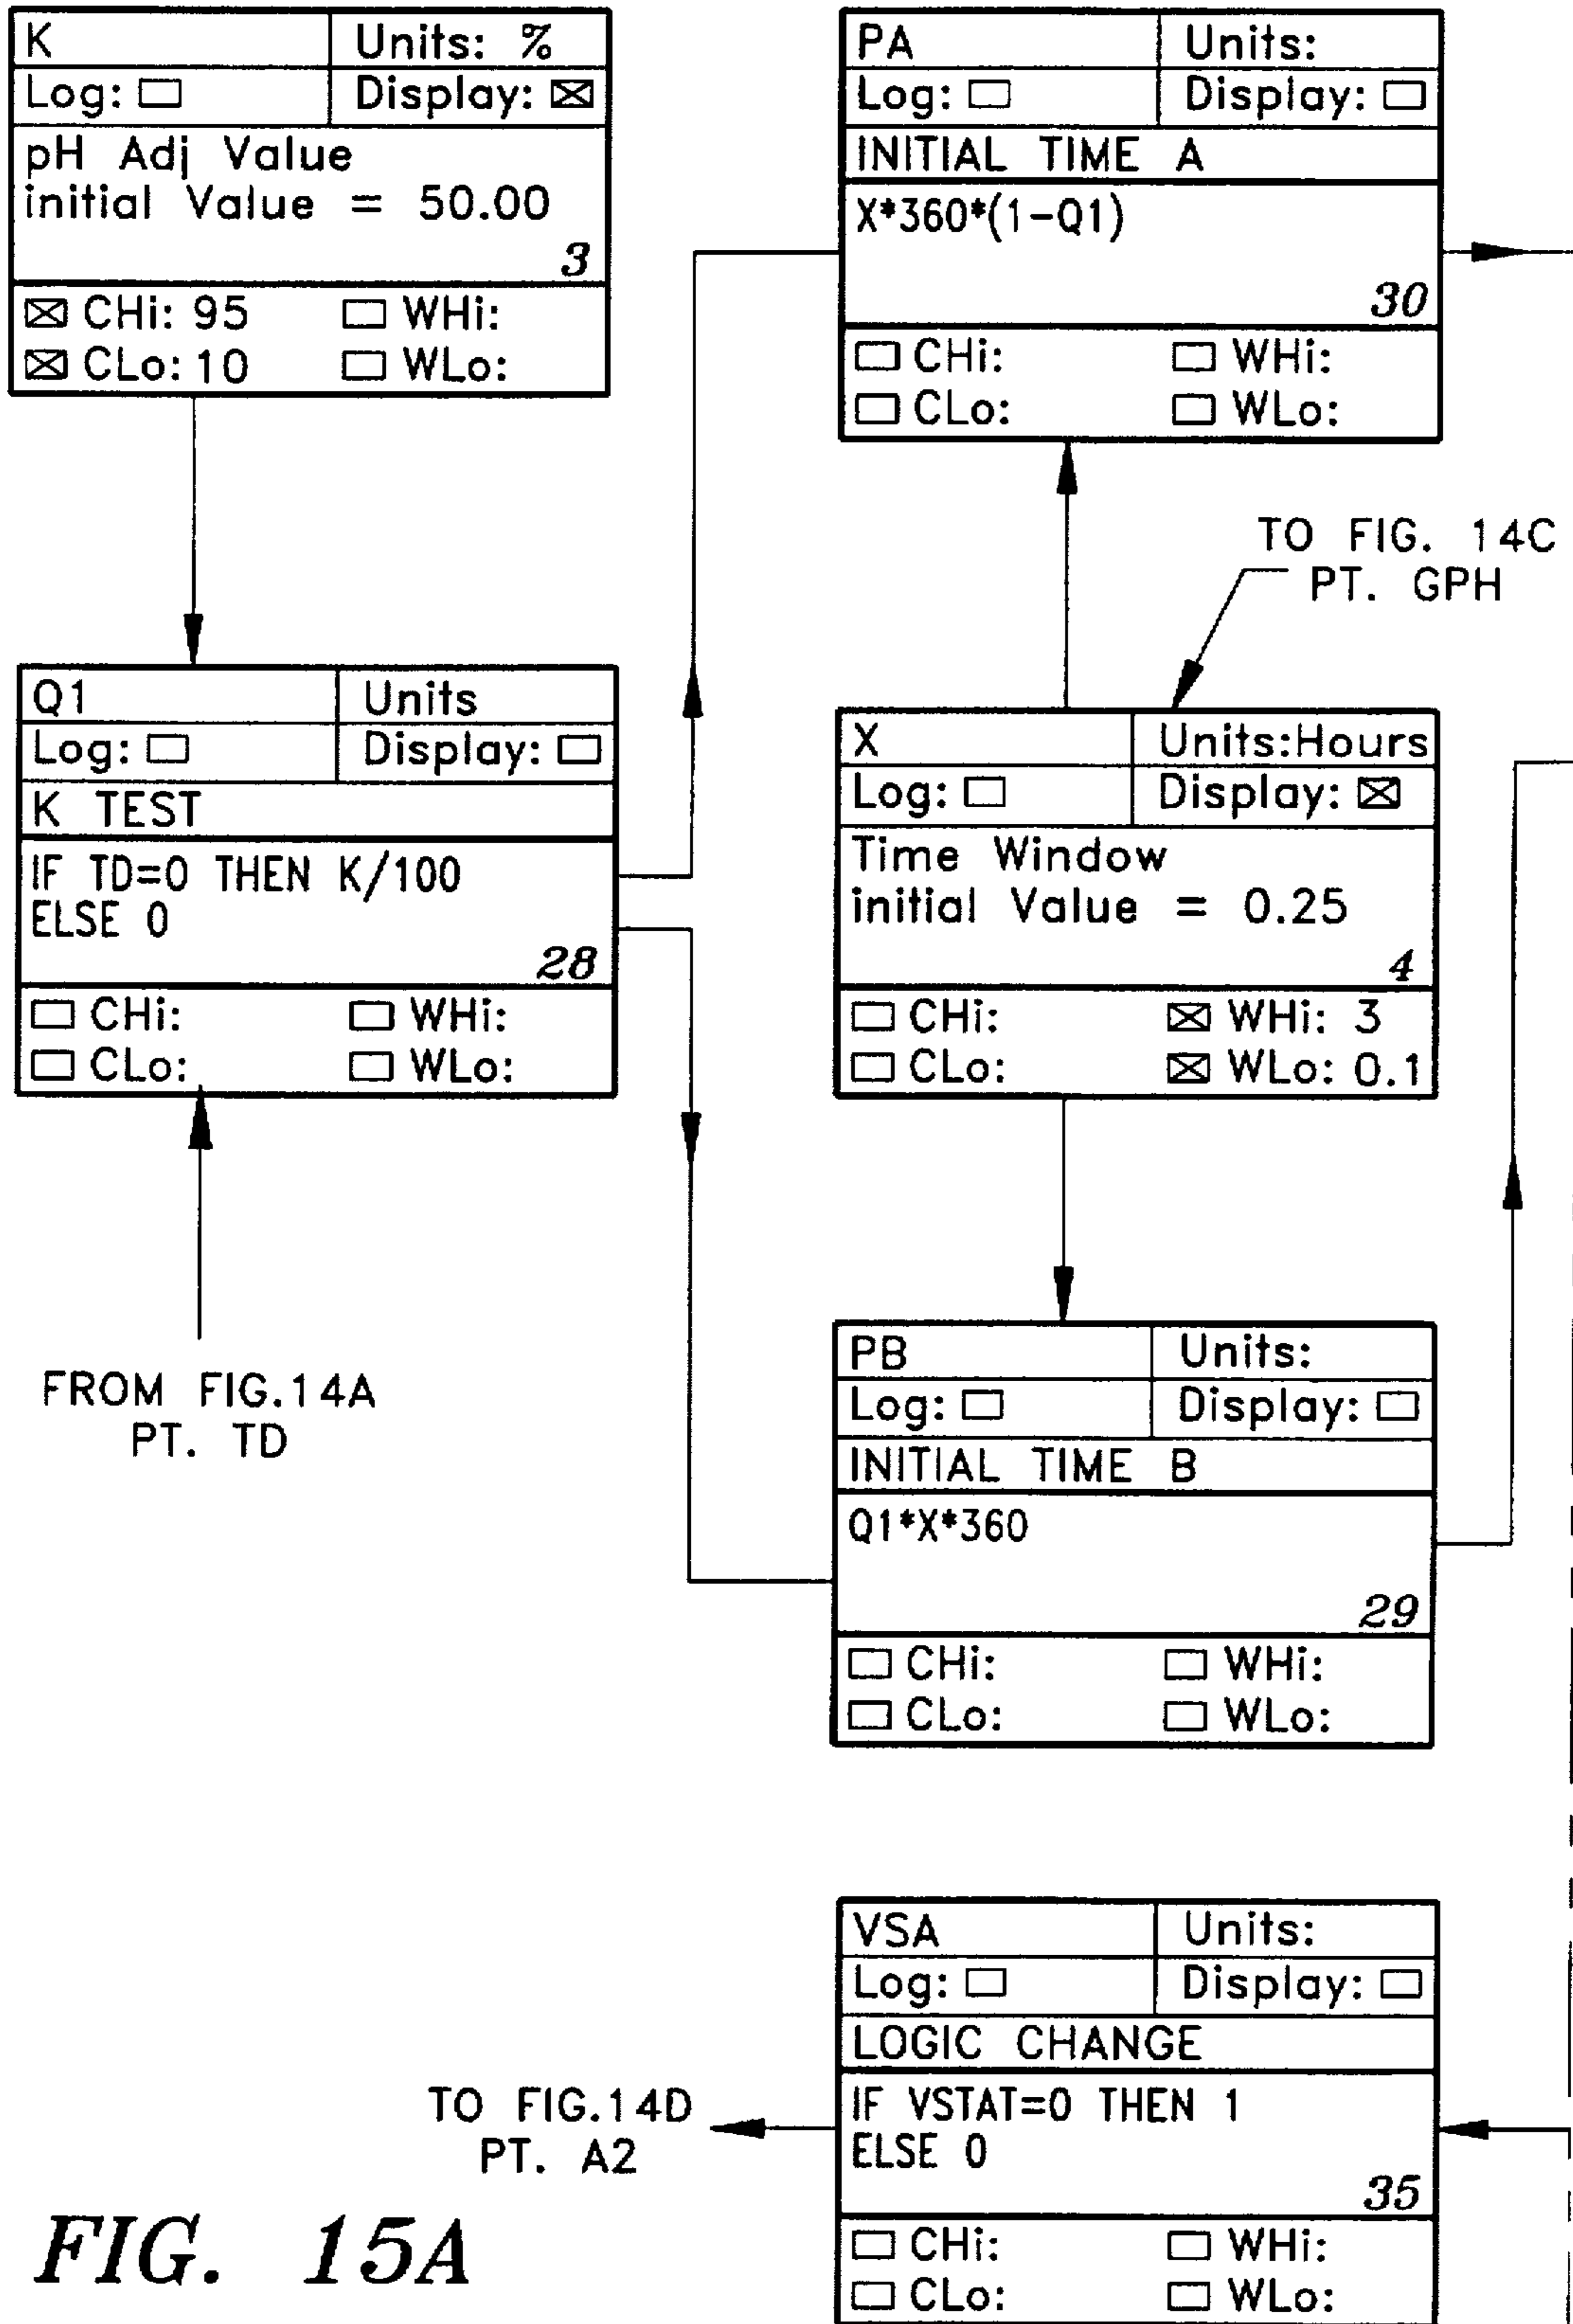 K Units: %
Log: Display:
pH Adj Value
initial Value = 50.00
3
CHi: 95 WHi:
CLo: 10 WLo:
PA Units:
Log: Display:
INITIAL TIME A
X*360*(1-Q1)
30
CHi: WHi:
CLo: WLo:
TO FIG. 14C
PT. GPH
Q1 Units
Log: Display:
K TEST
IF TD=0 THEN K/100
ELSE 0
28
CHi: WHi:
CLo: WLo:
FROM FIG.14A
PT. TD
X Units:Hours
Log: Display:
Time Window
initial Value = 0.25
4
CHi: WHi: 3
CLo: WLo: 0.1
PB Units:
Log: Display:
INITIAL TIME B
Q1*X*360
29
CHi: WHi:
CLo: WLo:
VSA Units:
Log: Display:
LOGIC CHANGE
IF VSTAT=0 THEN 1
ELSE 0
35
CHi: WHi:
CLo: WLo:
TO FIG.14D
PT. A2
FIG. 15A